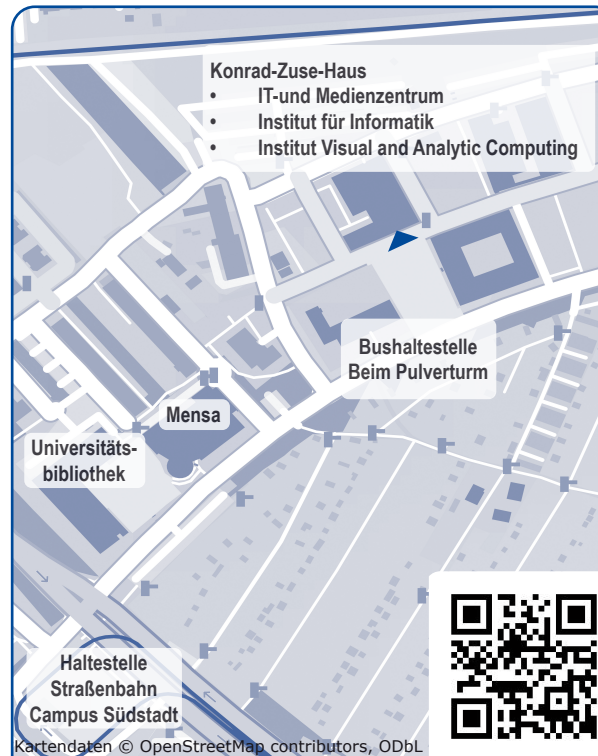 Konrad-Zuse-Haus
• IT-und Medienzentrum
• Institut für Informatik
• Institut Visual and Analytic Computing
Bushaltestelle
Beim Pulverturm
Mensa
Universitäts-
bibliothek
Haltestelle
Straßenbahn
Campus Südstadt
Kartendaten © OpenStreetMap contributors, ODbL